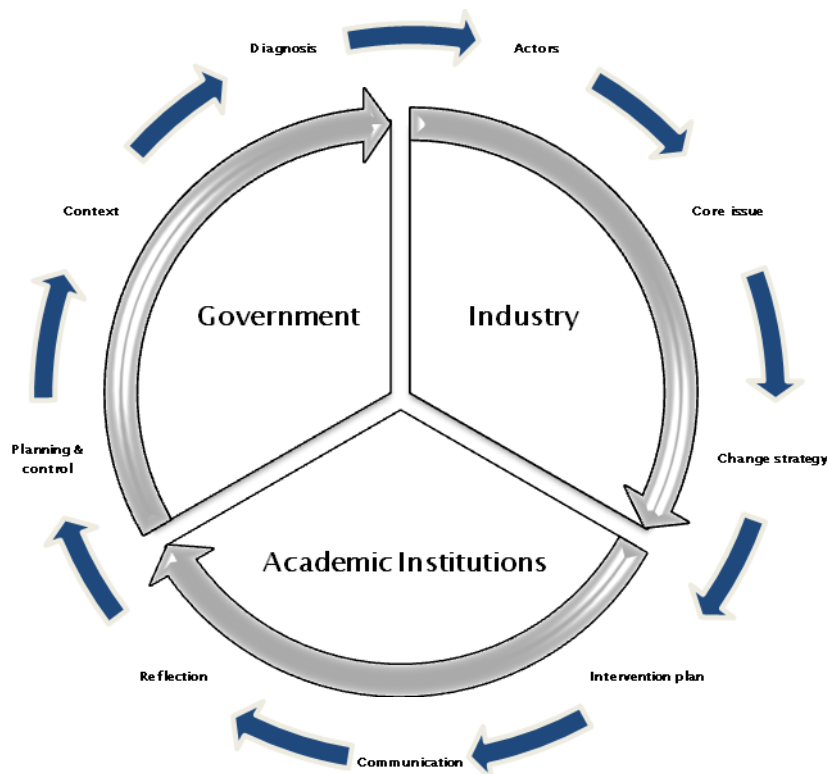 Diagnosis
Actors
Context
Core issue
Government
Industry
Planning &
control
Change strategy
Academic Institutions
Reflection
Intervention plan
Communication